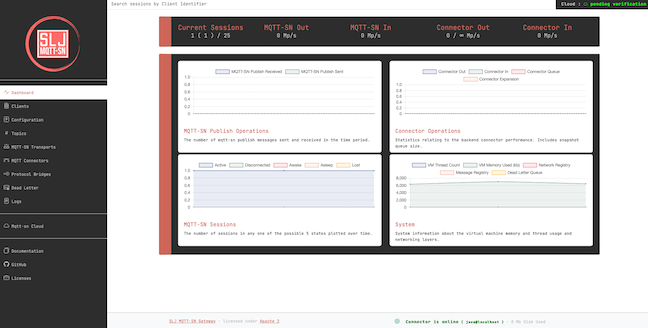 Search sessions by Client Identifier
Cloud : pending verification
SLJ
MQTT-SN
Dashboard
Clients
Configuration
Topics
MQTT-SN Transports
MQTT Connectors
Protocol Bridges
Dead Letter
Logs
Mqtt-sn Cloud
Documentation
GitHub
Licenses
Current Sessions
1 ( 1 ) / 25
MQTT-SN Out
0 Mp/s
MQTT-SN In
0 Mp/s
Connector Out
0 / ∞ Mp/s
Connector In
0 Mp/s
MQTT-SN Publish Received MQTT-SN Publish Sent
1.0
0.8
0.6
0.4
0.2
0
MQTT-SN Publish Operations
The number of mqtt-sn publish messages sent and received in the time period.
Connector Out Connector In Connector Queue
Connector Expansion
1.0
0.8
0.6
0.4
0.2
0
Connector Operations
Statistics relating to the backend connector performance. Includes snapshot
queue size.
Active Disconnected Awake Asleep Lost
1.0
0.8
0.6
0.4
0.2
0
MQTT-SN Sessions
The number of sessions in any one of the possible 5 states plotted over time.
VM Thread Count VM Memory Used (kb) Network Registry
Message Registry Dead Letter Queue
8,000
6,000
4,000
2,000
0
System
System information about the virtual machine memory and thread usage and
networking layers.
SLJ MQTT-SN Gateway - licenses under Apache 2
Connector is online ( java@localhost ) - 0 Mb Disk Used